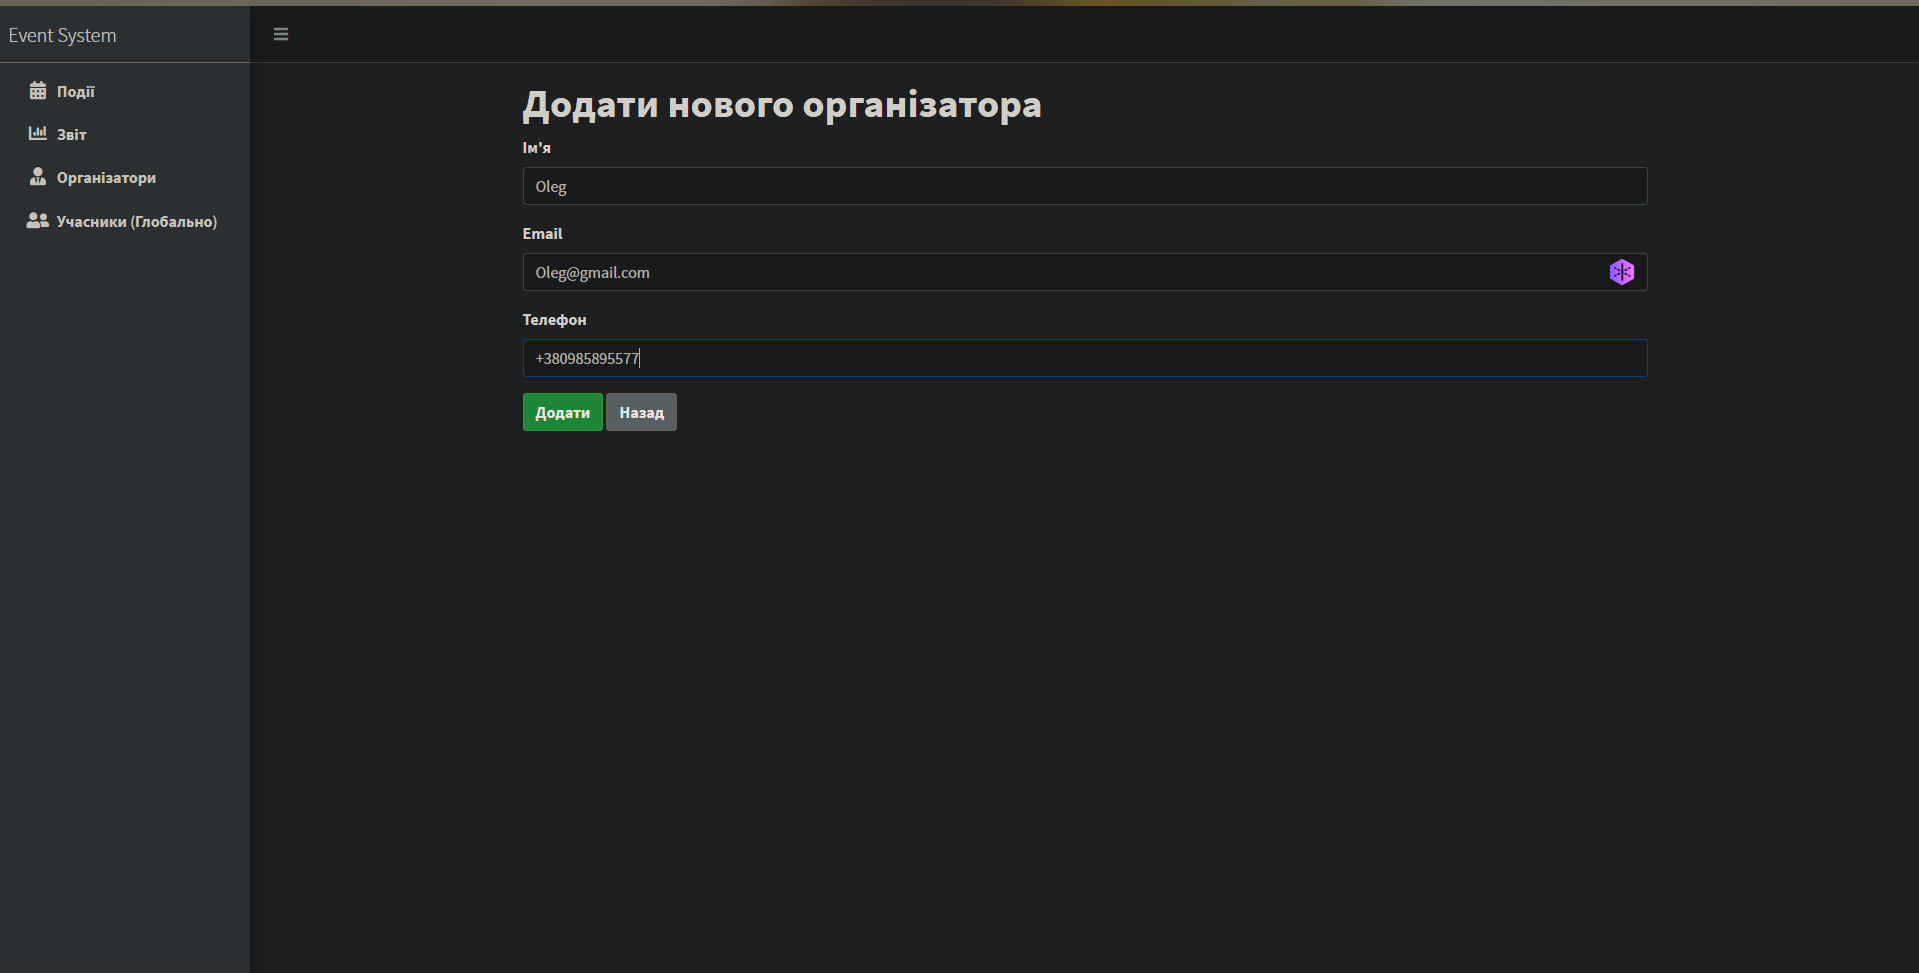 Event System
Події
Звіт
Організатори
Учасники (Глобально)
Додати нового організатора
Ім'я
Oleg
Email
Oleg@gmail.com
Телефон
+380985895577
Додати Назад